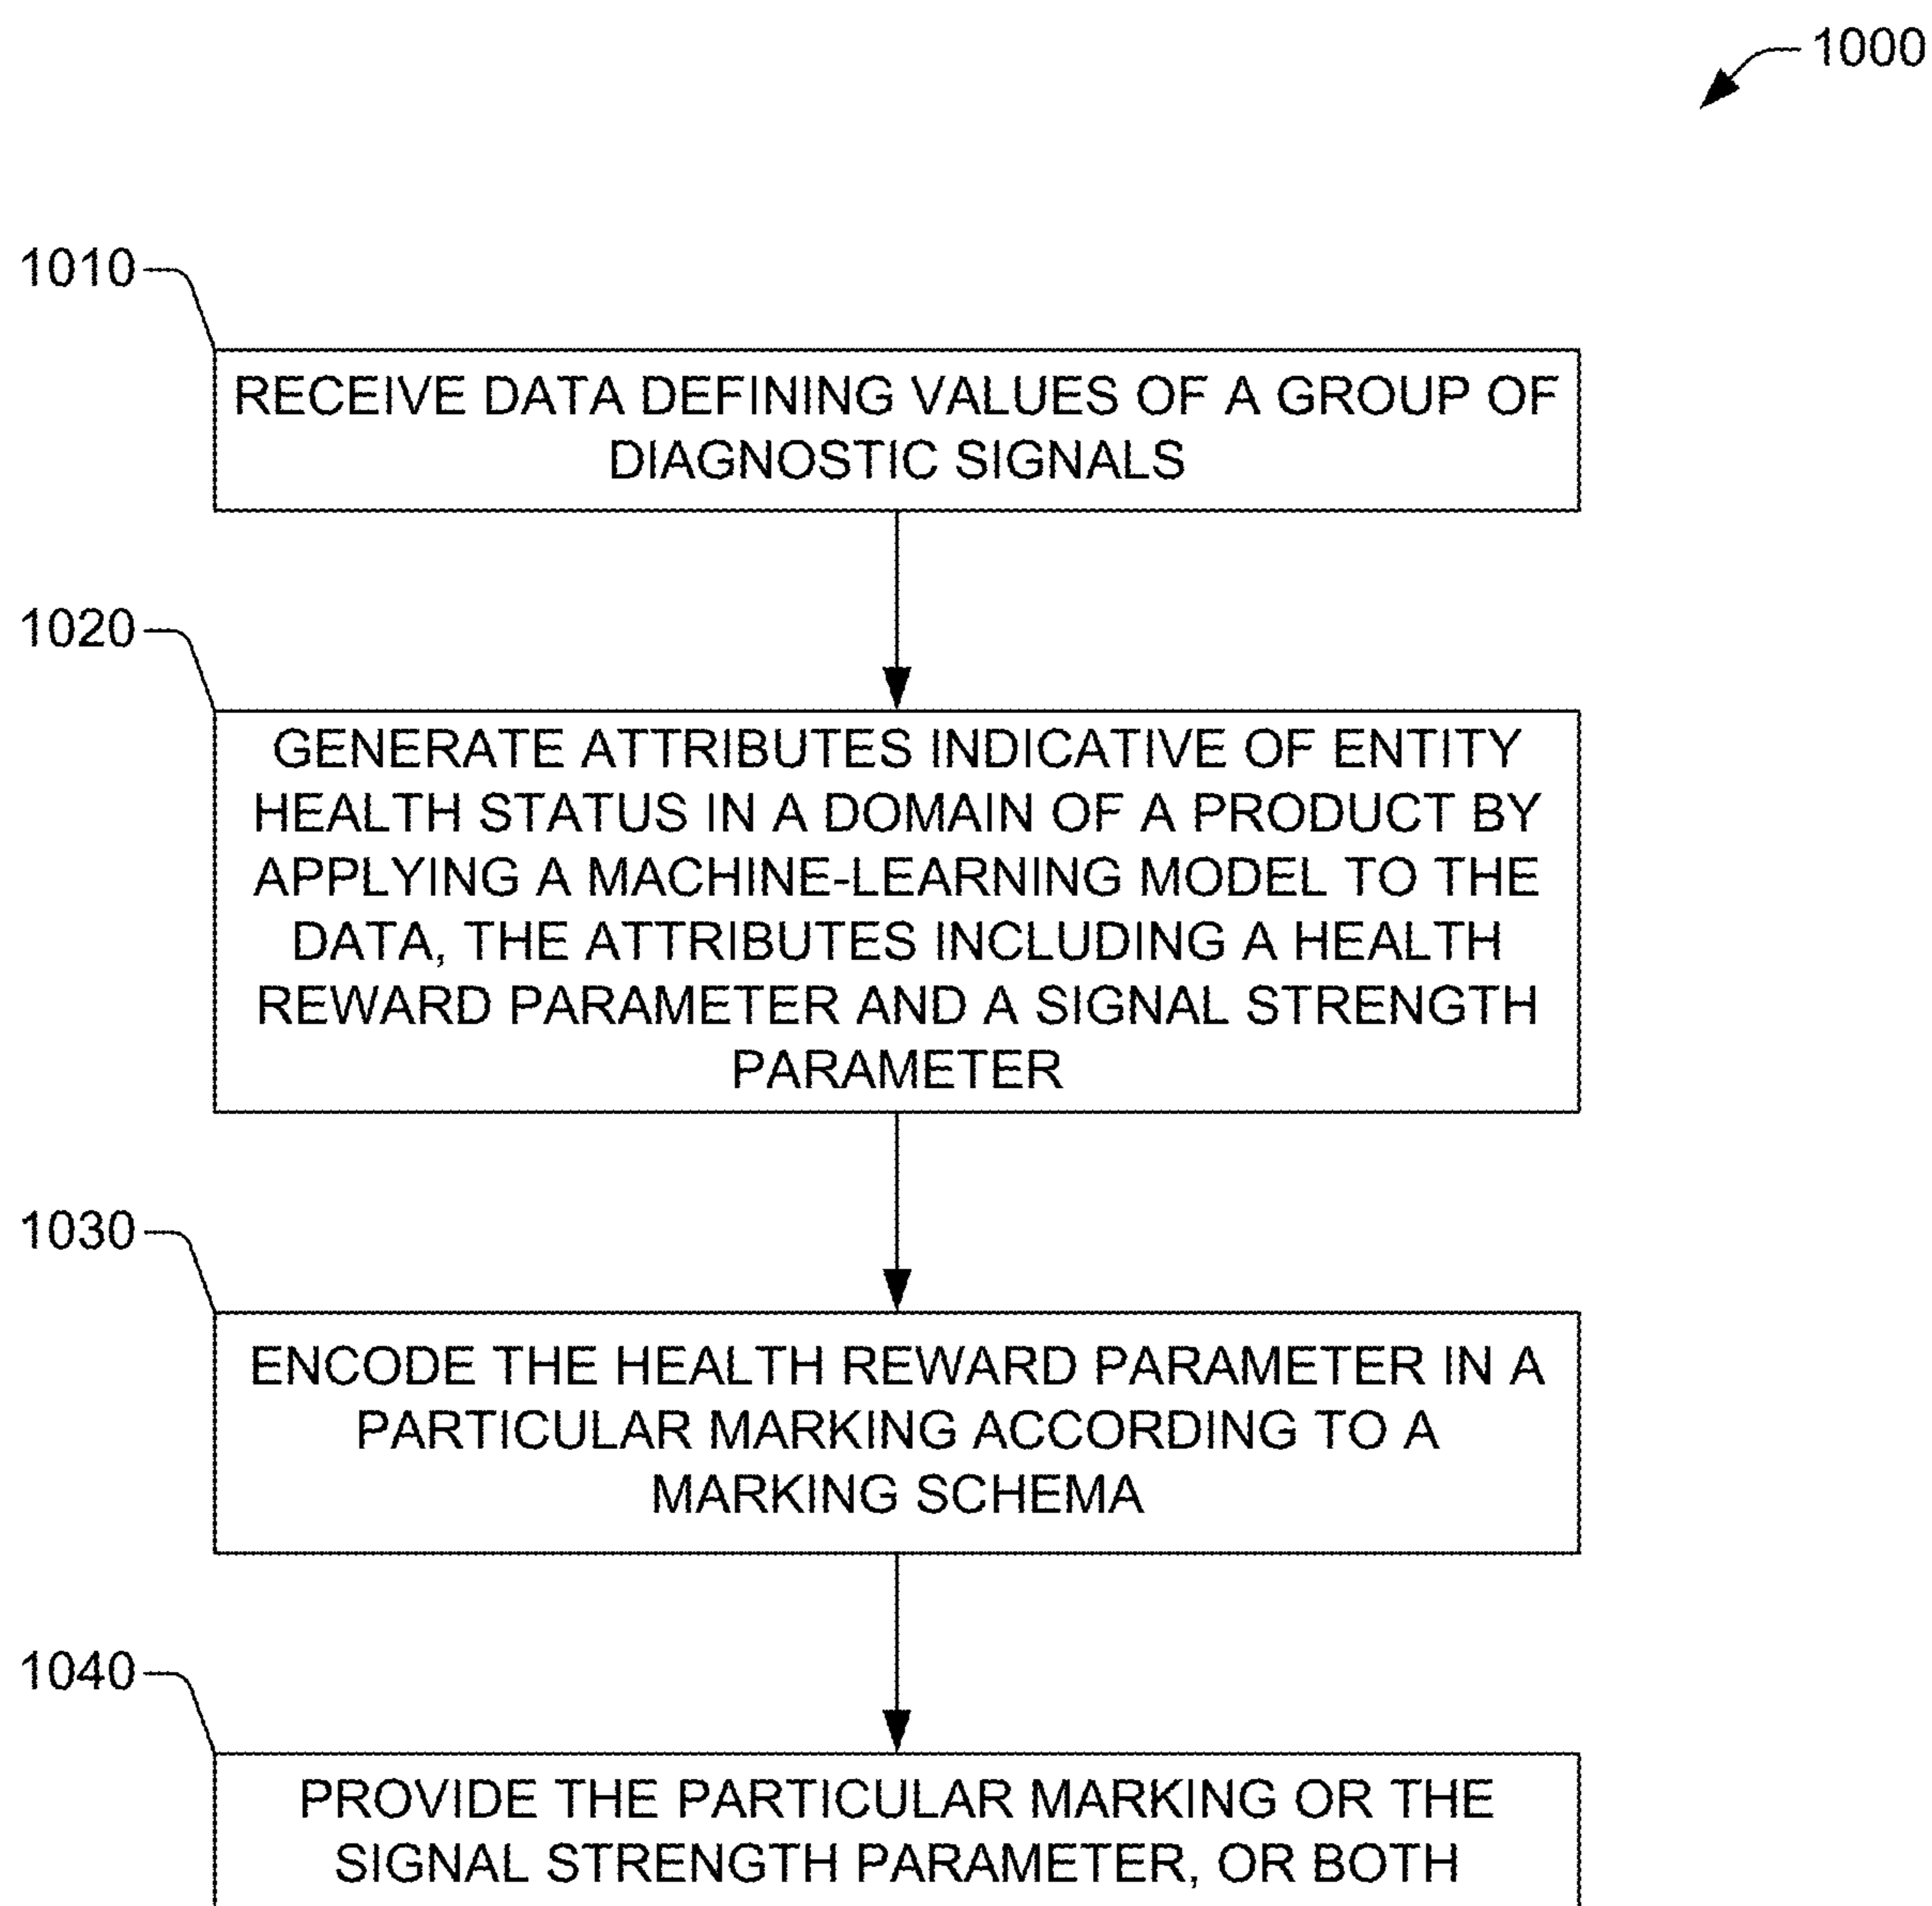 1000
1010
RECEIVE DATA DEFINING VALUES OF A GROUP OF
DIAGNOSTIC SIGNALS
1020
GENERATE ATTRIBUTES INDICATIVE OF ENTITY
HEALTH STATUS IN A DOMAIN OF A PRODUCT BY
APPLYING A MACHINE-LEARNING MODEL TO THE
DATA, THE ATTRIBUTES INCLUDING A HEALTH
REWARD PARAMETER AND A SIGNAL STRENGTH
PARAMETER
1030
ENCODE THE HEALTH REWARD PARAMETER IN A
PARTICULAR MARKING ACCORDING TO A
MARKING SCHEMA
1040
PROVIDE THE PARTICULAR MARKING OR THE
SIGNAL STRENGTH PARAMETER, OR BOTH